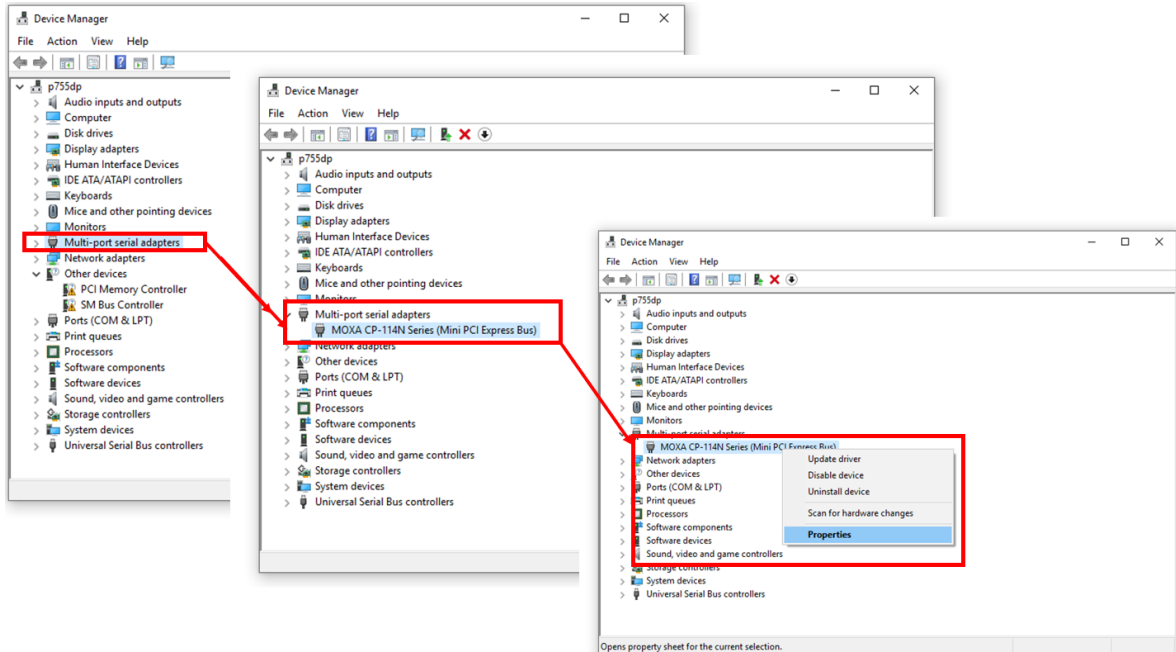 Device Manager
File Action View Help
p755dp
Audio inputs and outputs
Computer
Disk drives
Display adapters
Human Interface Devices
IDE ATA/ATAPI controllers
Keyboards
Mice and other pointing devices
Monitors
Multi-port serial adapters
Network adapters
Other devices
PCI Memory Controller
SM Bus Controller
Ports (COM & LPT)
Print queues
Processors
Software components
Software devices
Sound, video and game controllers
Storage controllers
System devices
Universal Serial Bus controllers
Device Manager
File Action View Help
p755dp
Audio inputs and outputs
Computer
Disk drives
Display adapters
Human Interface Devices
IDE ATA/ATAPI controllers
Keyboards
Mice and other pointing devices
Monitors
Multi-port serial adapters
MOXA CP-114N Series (Mini PCI Express Bus)
Network adapters
Other devices
Ports (COM & LPT)
Print queues
Processors
Software components
Software devices
Sound, video and game controllers
Storage controllers
System devices
Universal Serial Bus controllers
Device Manager
File Action View Help
p755dp
Audio inputs and outputs
Computer
Disk drives
Display adapters
Human Interface Devices
IDE ATA/ATAPI controllers
Keyboards
Mice and other pointing devices
Monitors
Multi-port serial adapters
MOXA CP-114N Series (Mini PCI Express Bus)
Network adapters
Other devices
Ports (COM & LPT)
Print queues
Processors
Software components
Software devices
Sound, video and game controllers
Storage controllers
System devices
Universal Serial Bus controllers
Update driver
Disable device
Uninstall device
Scan for hardware changes
Properties
Opens property sheet for the current selection.